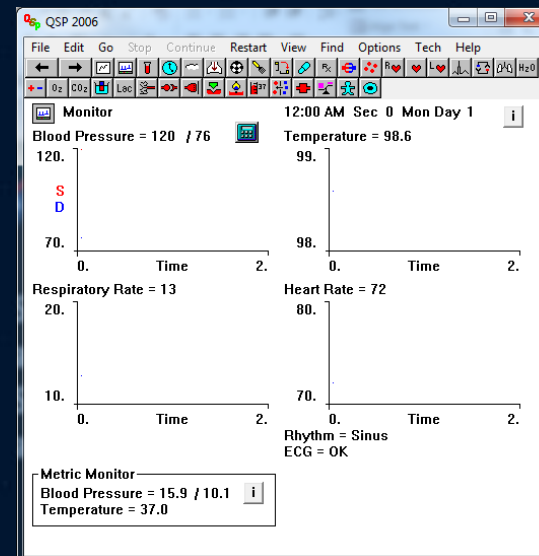 QSP 2006
File Edit Go Stop Continue Restart View Find Options Tech Help
Rx R L H2O
O2 CO2 Lac 37
Monitor 12:00 AM Sec 0 Mon Day 1
Blood Pressure = 120 / 76 Temperature = 98.6
120. 99.
S
D
70. 98.
0. Time 2. 0. Time 2.
Respiratory Rate = 13 Heart Rate = 72
20. 80.
10. 70.
0. Time 2. 0. Time 2.
Rhythm = Sinus
ECG = OK
Metric Monitor
Blood Pressure = 15.9 / 10.1
Temperature = 37.0